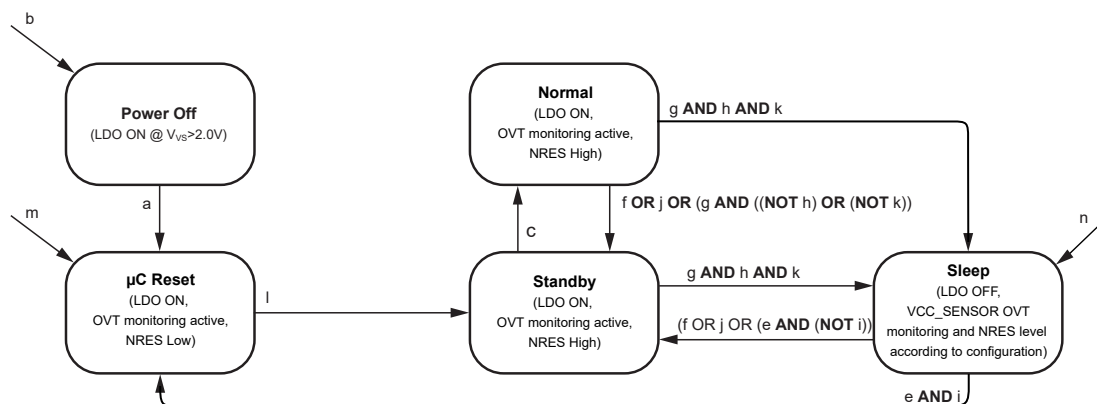 b
Power Off
(LDO ON @ VVS>2.0V)
a
m
µC Reset
(LDO ON,
OVT monitoring active,
NRES Low)
l
Normal
(LDO ON,
OVT monitoring active,
NRES High)
g AND h AND k
f OR j OR (g AND ((NOT h) OR (NOT k))
c
Standby
(LDO ON,
OVT monitoring active,
NRES High)
g AND h AND k
(f OR j OR (e AND (NOT i))
n
Sleep
(LDO OFF,
VCC_SENSOR OVT
monitoring and NRES level
according to configuration)
e AND i